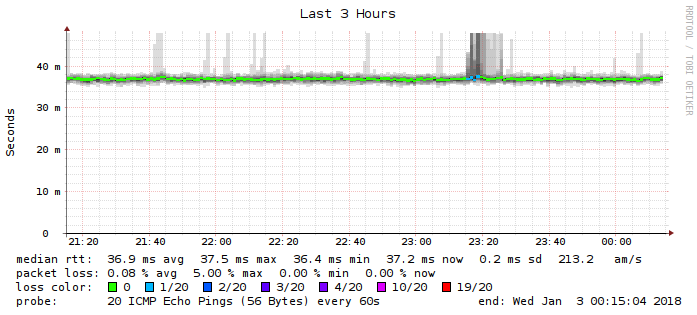 Last 3 Hours
RRDTOOL / TOBI OETIKER
Seconds
40 m
30 m
20 m
10 m
0
21:20 21:40 22:00 22:20 22:40 23:00 23:20 23:40 00:00
median rtt: 36.9 ms avg 37.5 ms max 36.4 ms min 37.2 ms now 0.2 ms sd 213.2 am/s
packet loss: 0.08 % avg 5.00 % max 0.00 % min 0.00 % now
loss color: 0 1/20 2/20 3/20 4/20 10/20 19/20
probe: 20 ICMP Echo Pings (56 Bytes) every 60s end: Wed Jan 3 00:15:04 2018